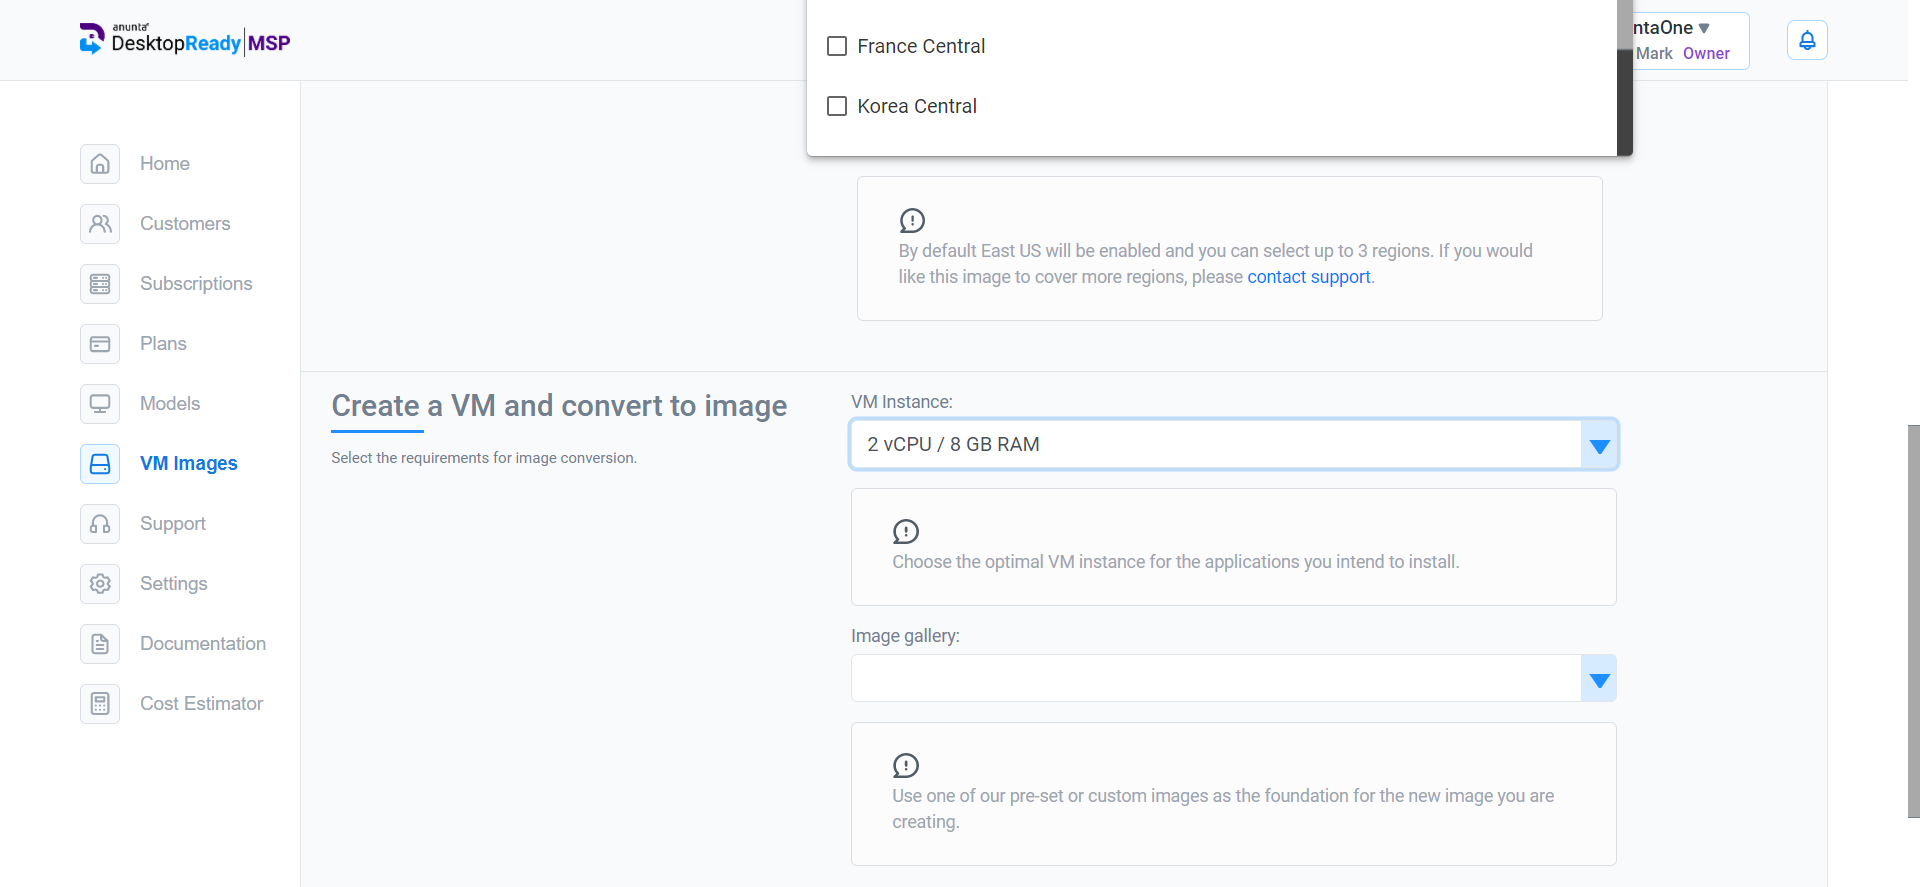 anunta
DesktopReady MSP
France Central
Korea Central
ntaOne
Mark Owner
Home
Customers
Subscriptions
Plans
Models
VM Images
Support
Settings
Documentation
Cost Estimator
By default East US will be enabled and you can select up to 3 regions. If you would
like this image to cover more regions, please contact support.
Create a VM and convert to image
Select the requirements for image conversion.
VM Instance:
2 vCPU / 8 GB RAM
Choose the optimal VM instance for the applications you intend to install.
Image gallery:
Use one of our pre-set or custom images as the foundation for the new image you are
creating.